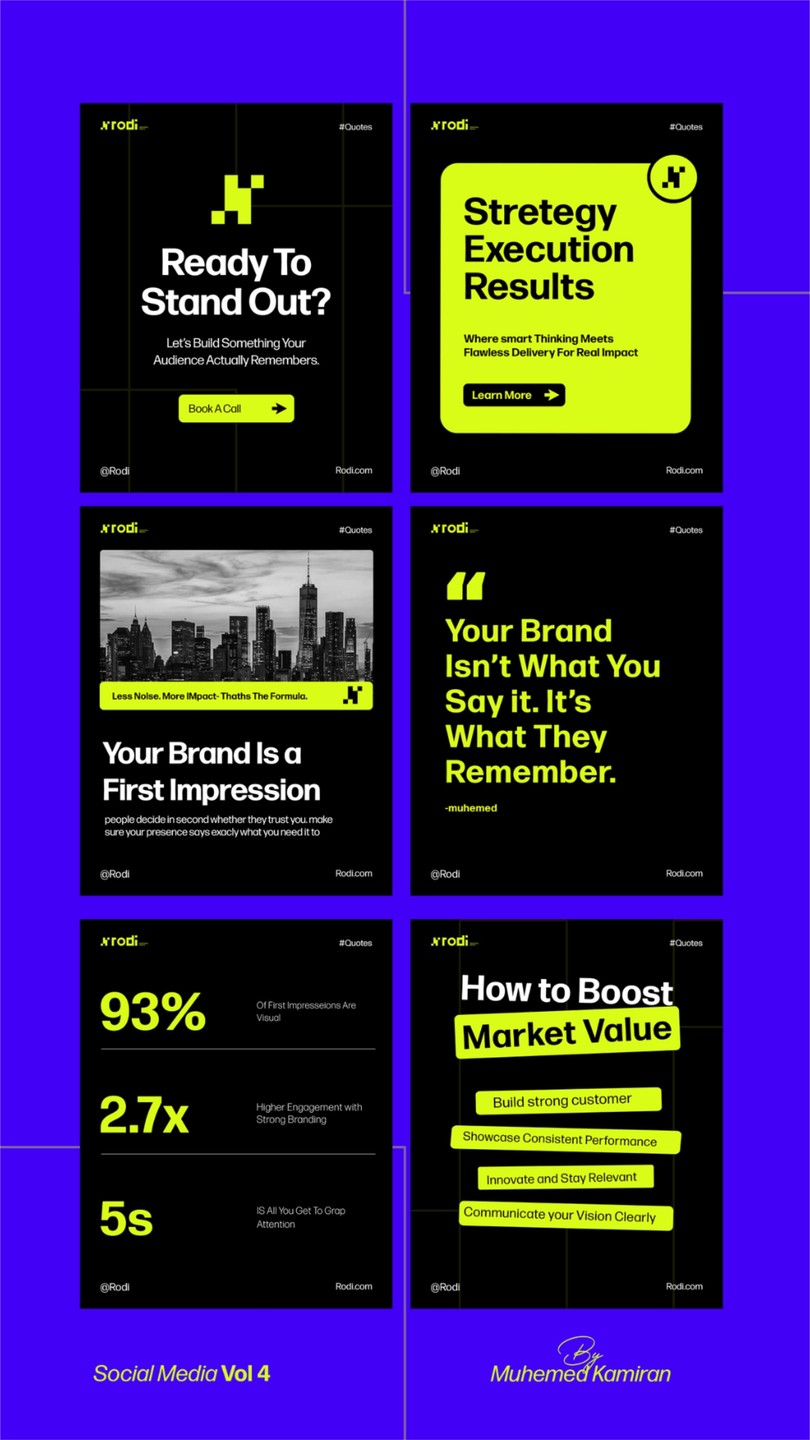 rodi
#Quotes
Ready To
Stand Out?
Let's Build Something Your
Audience Actually Remembers.
Book A Call
@Rodi
Rodi.com
rodi
#Quotes
Stretegy
Execution
Results
Where smart Thinking Meets
Flawless Delivery For Real Impact
Learn More
@Rodi
Rodi.com
rodi
#Quotes
Less Noise. More IMpact- Thaths The Formula.
Your Brand Is a
First Impression
people decide in second whether they trust you. make
sure your presence says exacly what you need it to
@Rodi
Rodi.com
rodi
#Quotes
“
Your Brand
Isn't What You
Say it. It's
What They
Remember.
-muhemed
@Rodi
Rodi.com
rodi
#Quotes
93%
Of First Impresseions Are
Visual
2.7x
Higher Engagement with
Strong Branding
5s
IS All You Get To Grap
Attention
@Rodi
Rodi.com
rodi
#Quotes
How to Boost
Market Value
Build strong customer
Showcase Consistent Performance
Innovate and Stay Relevant
Communicate your Vision Clearly
@Rodi
Rodi.com
Social Media Vol 4
By
Muhemed Kamiran